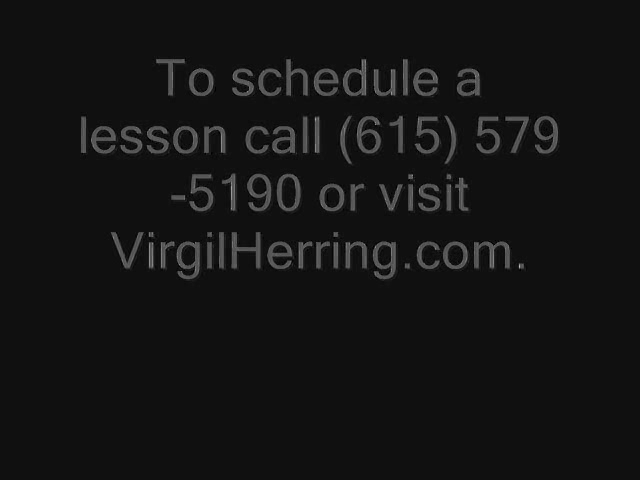 To schedule a
lesson call (615) 579
-5190 or visit
VirgilHerring.com.